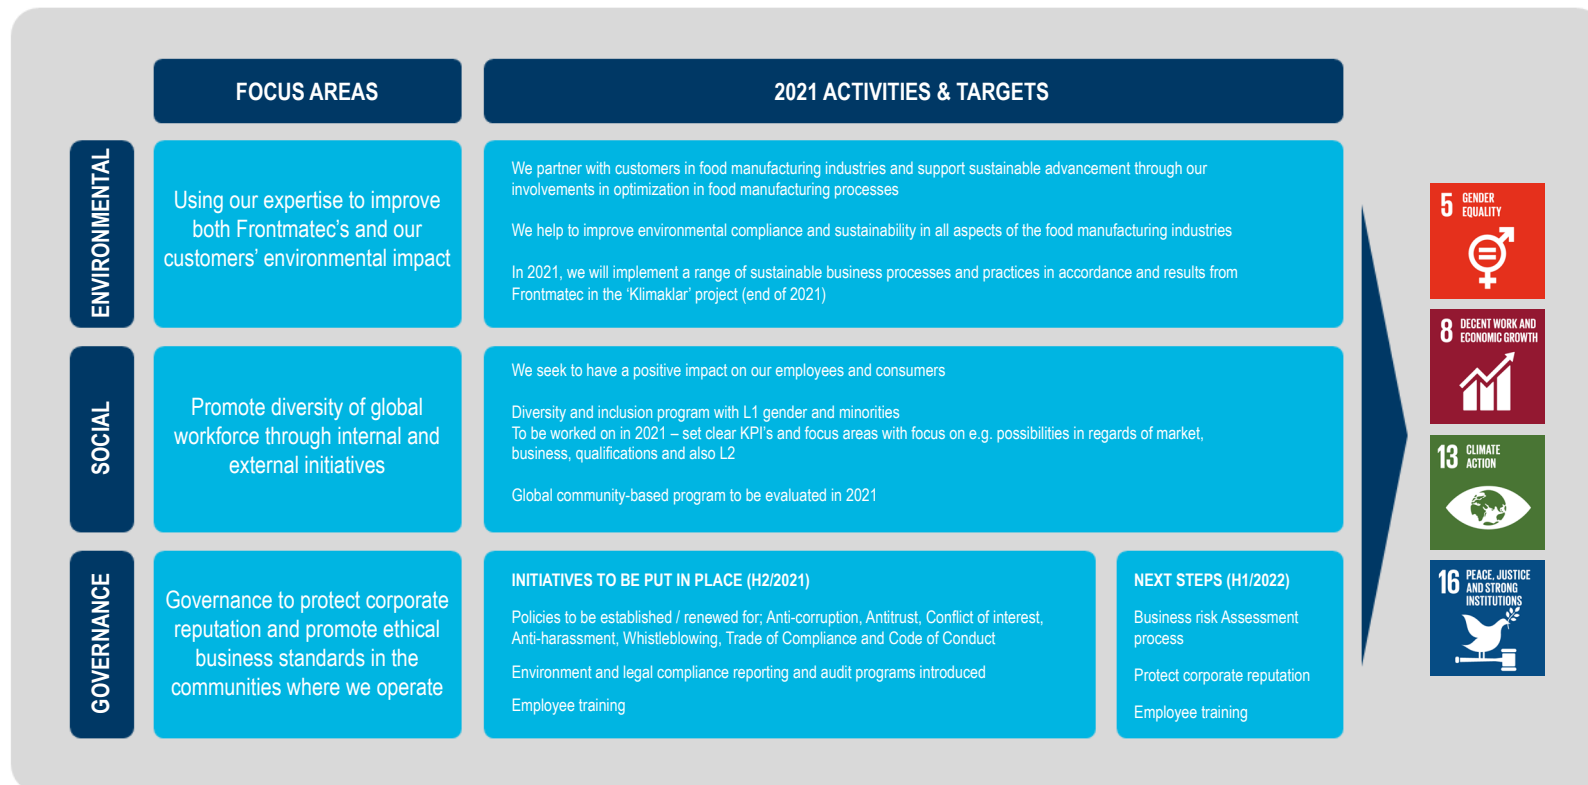 FOCUS AREAS
2021 ACTIVITIES & TARGETS
ENVIRONMENTAL
Using our expertise to improve
both Frontmatec's and our
customers' environmental impact
We partner with customers in food manufacturing industries and support sustainable advancement through our
involvements in optimization in food manufacturing processes
We help to improve environmental compliance and sustainability in all aspects of the food manufacturing industries
In 2021, we will implement a range of sustainable business processes and practices in accordance and results from
Frontmatec in the ‘Klimaklar’ project (end of 2021)
SOCIAL
Promote diversity of global
workforce through internal and
external initiatives
We seek to have a positive impact on our employees and consumers
Diversity and inclusion program with L1 gender and minorities
To be worked on in 2021 – set clear KPI's and focus areas with focus on e.g. possibilities in regards of market,
business, qualifications and also L2
Global community-based program to be evaluated in 2021
GOVERNANCE
Governance to protect corporate
reputation and promote ethical
business standards in the
communities where we operate
INITIATIVES TO BE PUT IN PLACE (H2/2021)
Policies to be established / renewed for; Anti-corruption, Antitrust, Conflict of interest,
Anti-harassment, Whistleblowing, Trade of Compliance and Code of Conduct
Environment and legal compliance reporting and audit programs introduced
Employee training
NEXT STEPS (H1/2022)
Business risk Assessment
process
Protect corporate reputation
Employee training
5 GENDER
EQUALITY
8 DECENT WORK AND
ECONOMIC GROWTH
13 CLIMATE
ACTION
16 PEACE, JUSTICE
AND STRONG
INSTITUTIONS